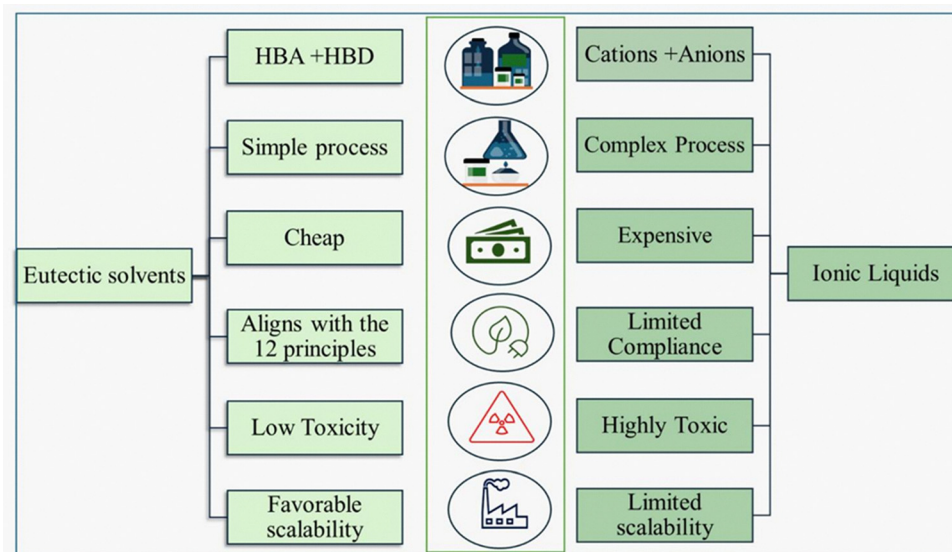 Eutectic solvents
HBA +HBD
Simple process
Cheap
Aligns with the
12 principles
Low Toxicity
Favorable
scalability
Cations +Anions
Complex Process
Expensive
Limited
Compliance
Highly Toxic
Limited
scalability
Ionic Liquids